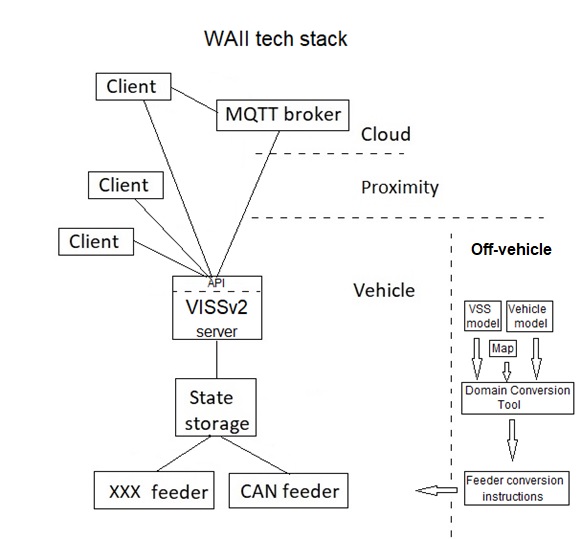 WAII tech stack
Client
MQTT broker
Cloud
Client
Proximity
Client
Off-vehicle
API
VISSv2
server
Vehicle
VSS
model
Vehicle
model
Map
Domain Conversion
Tool
State
storage
XXX feeder
CAN feeder
Feeder conversion
instructions